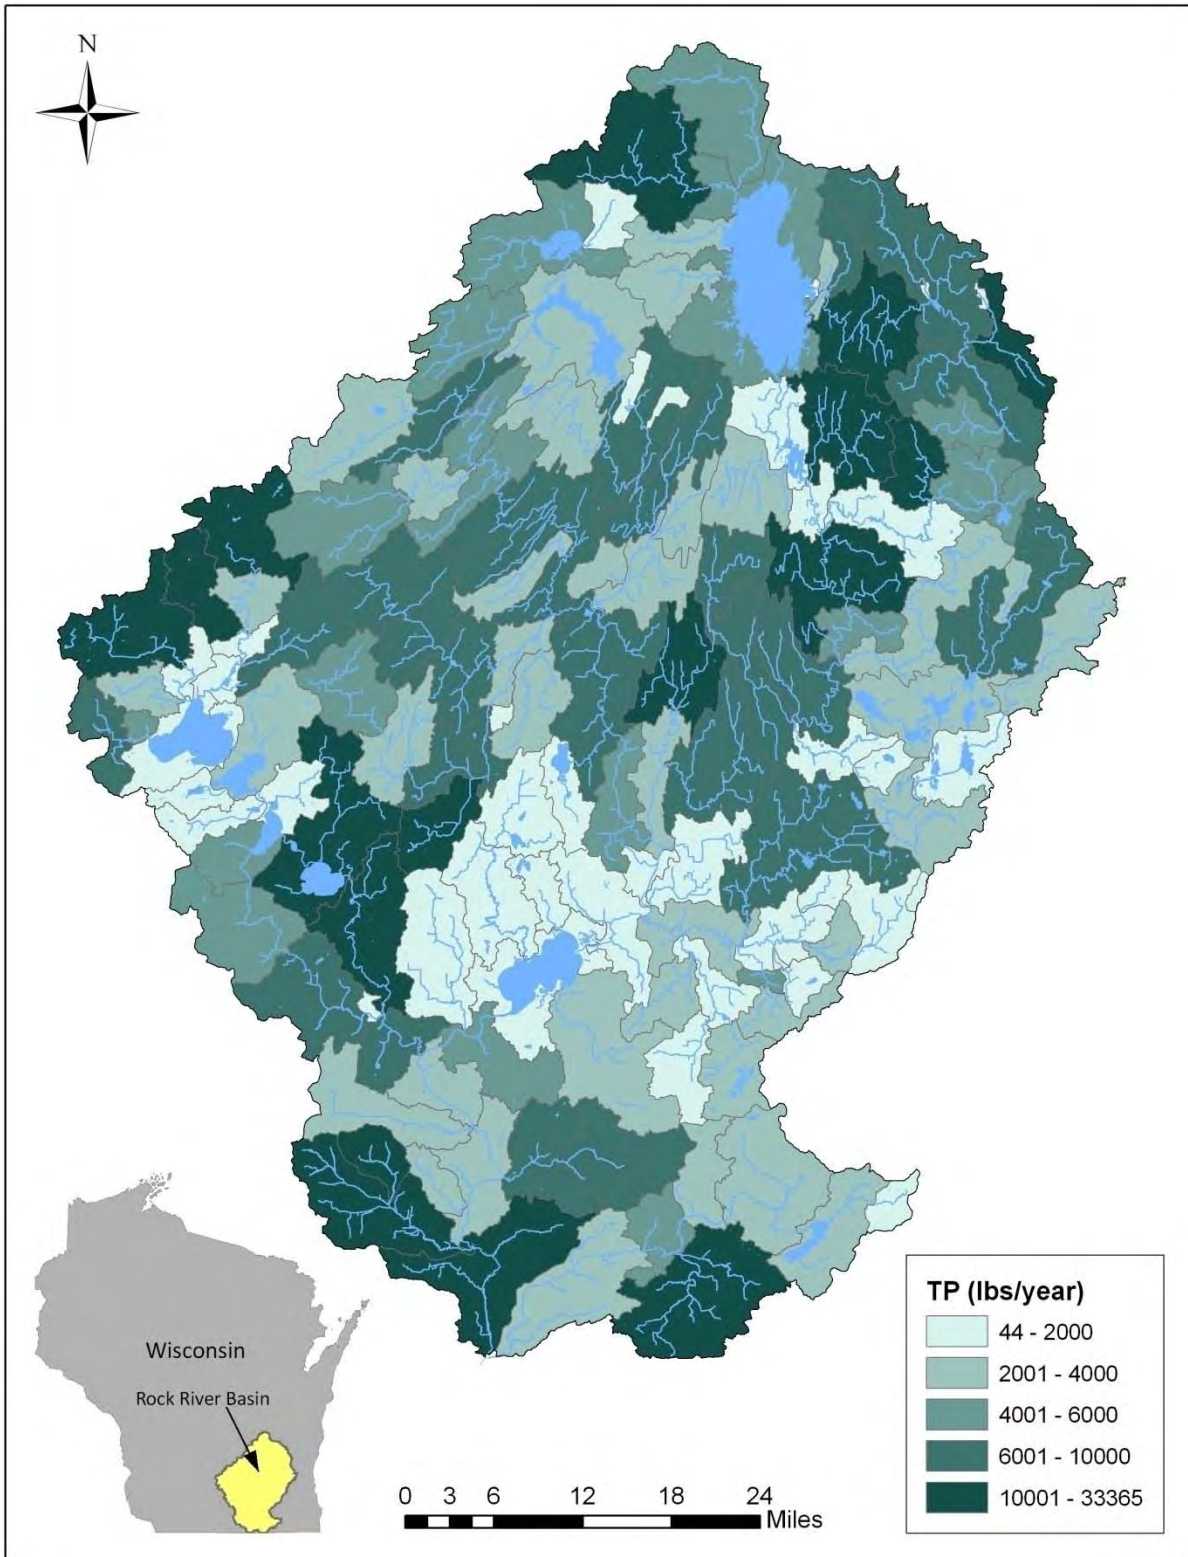 N
Wisconsin
Rock River Basin
0 3 6 12 18 24
Miles
TP (lbs/year)
44 - 2000
2001 - 4000
4001 - 6000
6001 - 10000
10001 - 33365